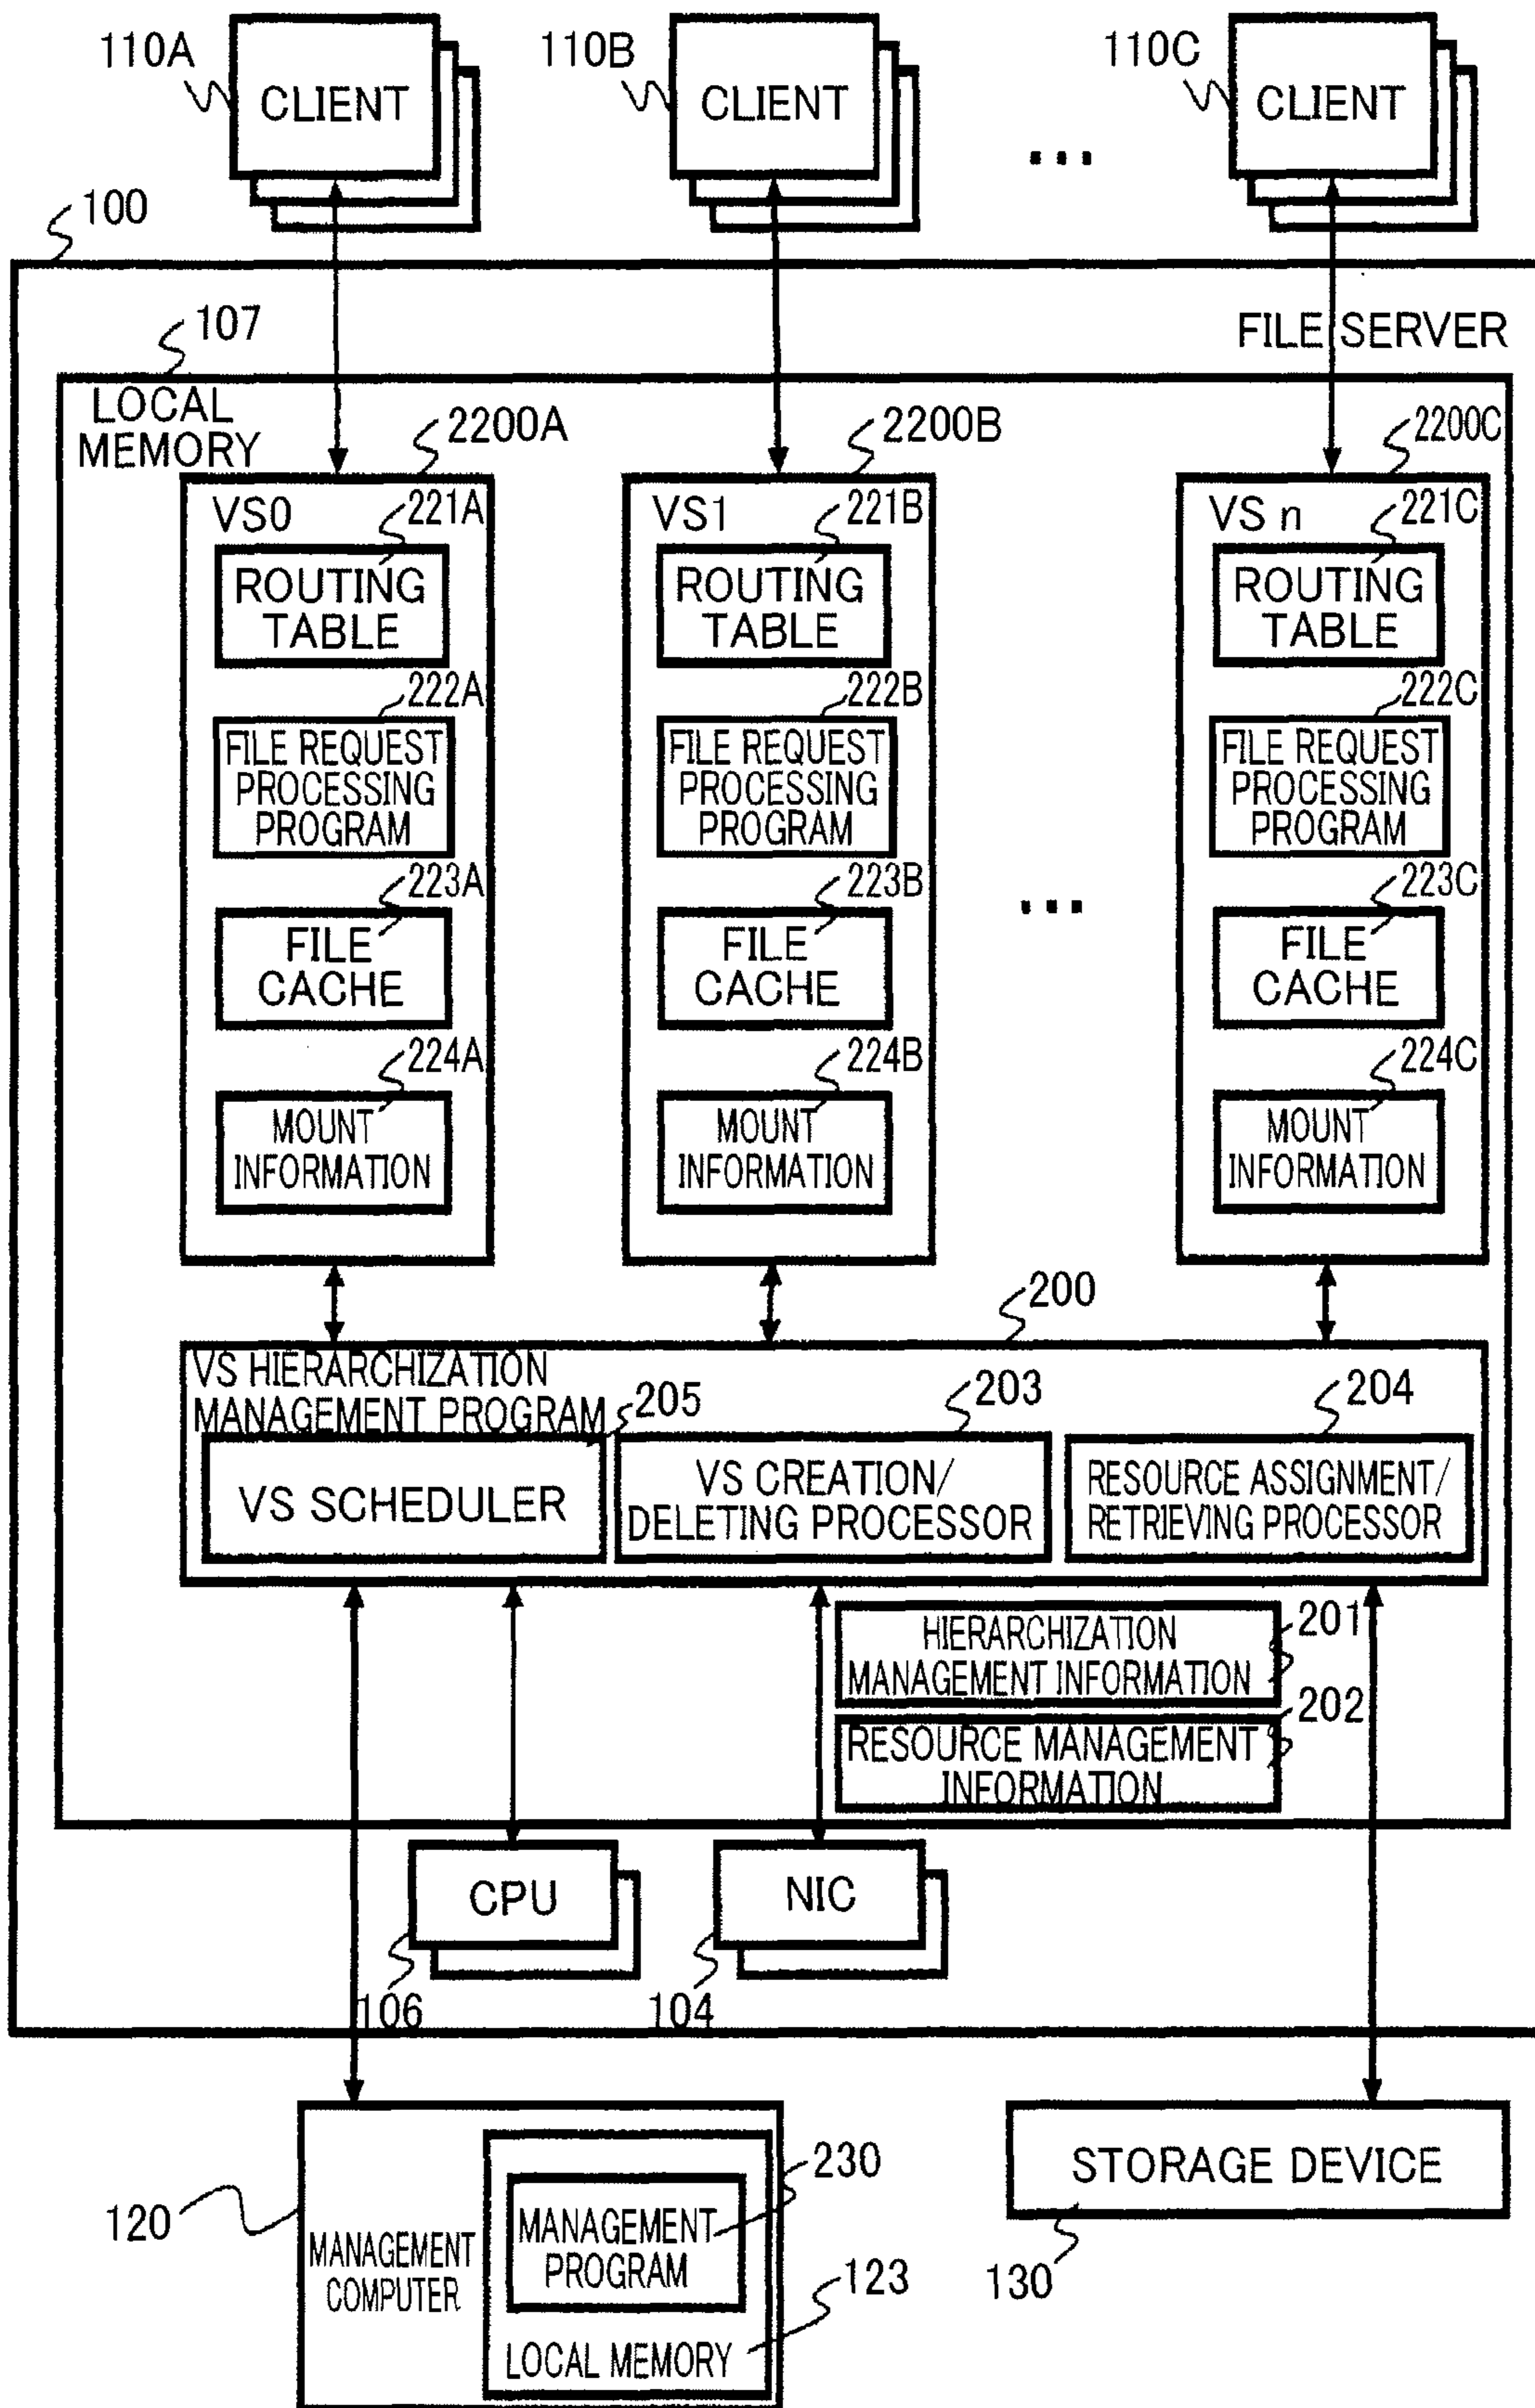 110A
CLIENT
110B
CLIENT
...
110C
CLIENT
100
FILE SERVER
107
LOCAL
MEMORY
2200A
VS0
221A
ROUTING
TABLE
222A
FILE REQUEST
PROCESSING
PROGRAM
223A
FILE
CACHE
224A
MOUNT
INFORMATION
2200B
VS1
221B
ROUTING
TABLE
222B
FILE REQUEST
PROCESSING
PROGRAM
223B
FILE
CACHE
224B
MOUNT
INFORMATION
...
2200C
VS n
221C
ROUTING
TABLE
222C
FILE REQUEST
PROCESSING
PROGRAM
223C
FILE
CACHE
224C
MOUNT
INFORMATION
200
VS HIERARCHIZATION
MANAGEMENT PROGRAM
205
VS SCHEDULER
203
VS CREATION/
DELETING PROCESSOR
204
RESOURCE ASSIGNMENT/
RETRIEVING PROCESSOR
HIERARCHIZATION
MANAGEMENT INFORMATION
201
RESOURCE MANAGEMENT
INFORMATION
202
CPU
106
NIC
104
120
MANAGEMENT
COMPUTER
MANAGEMENT
PROGRAM
230
LOCAL MEMORY
123
STORAGE DEVICE
130